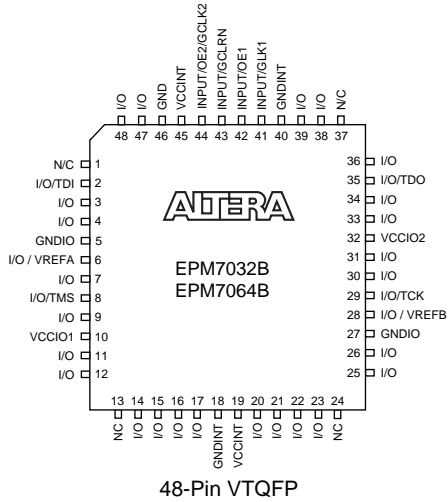 I/O
I/O
GND
VCCINT
INPUT/OE2/GCLK2
INPUT/GCLRN
INPUT/OE1
INPUT/GLK1
GNDINT
I/O
I/O
N/C
48 47 46 45 44 43 42 41 40 39 38 37
N/C 1
I/O/TDI 2
I/O 3
I/O 4
GNDIO 5
I/O / VREFA 6
I/O 7
I/O/TMS 8
I/O 9
VCCIO1 10
I/O 11
I/O 12
ALTERA
EPM7032B
EPM7064B
36 I/O
35 I/O/TDO
34 I/O
33 I/O
32 VCCIO2
31 I/O
30 I/O
29 I/O/TCK
28 I/O / VREFB
27 GNDIO
26 I/O
25 I/O
13 14 15 16 17 18 19 20 21 22 23 24
NC
I/O
I/O
I/O
I/O
GNDINT
VCCINT
I/O
I/O
I/O
I/O
NC
48-Pin VTQFP